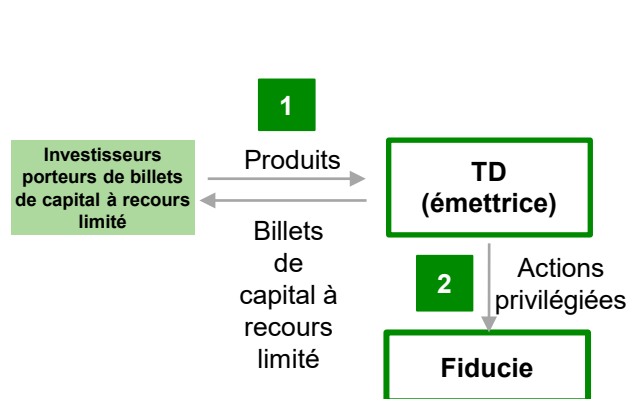 1
Investisseurs
porteurs de billets
de capital à recours
limité
Produits
TD
(émettrice)
Billets
de
capital à
recours
limité
2
Actions
privilégiées
Fiducie